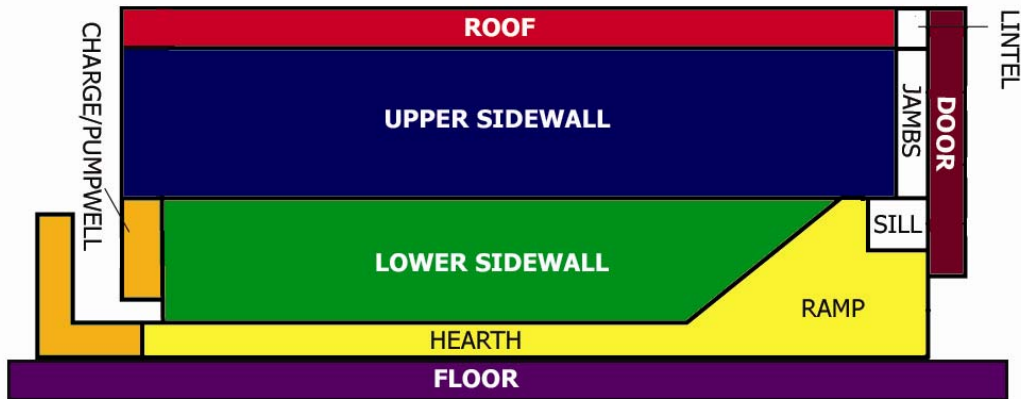 ROOF
LINTEL
CHARGE/PUMPWELL
UPPER SIDEWALL
JAMBS
DOOR
SILL
LOWER SIDEWALL
RAMP
HEARTH
FLOOR